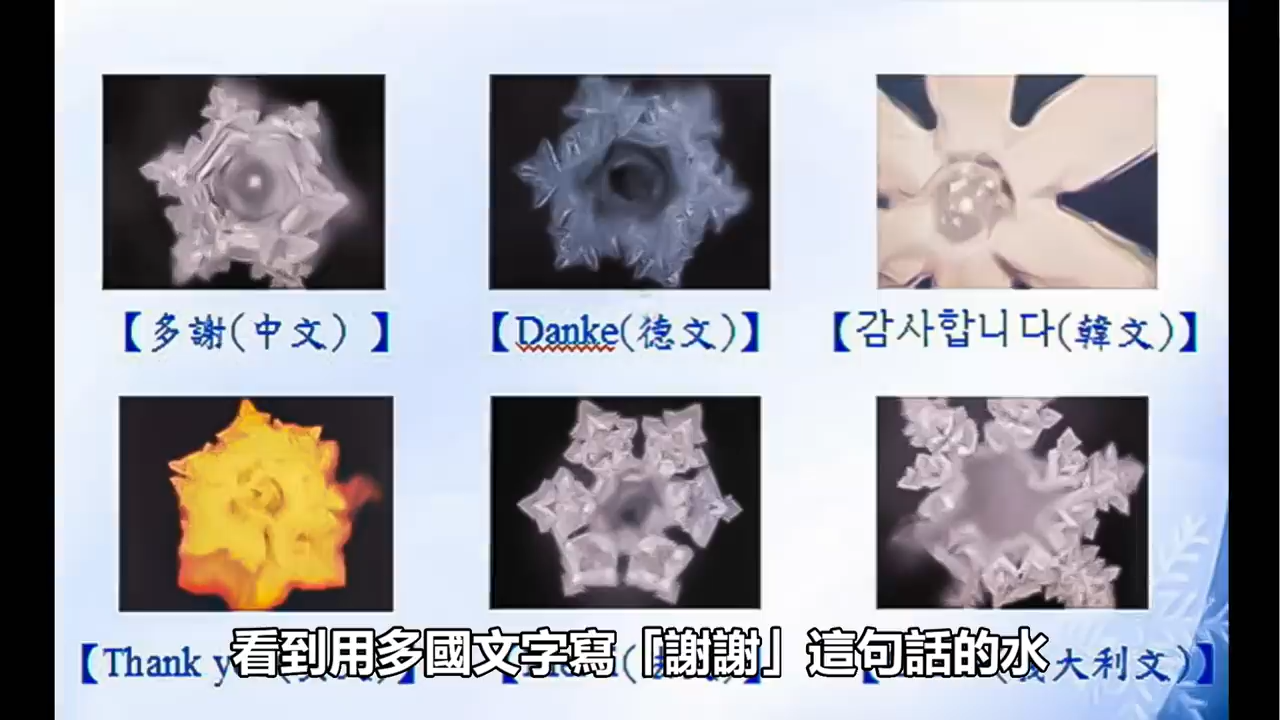 【多謝(中文)】
【Danke(德文)】
【감사합니다(韓文)】
【Thank
大利文)】
看到用多國文字寫「謝謝」這句話的水